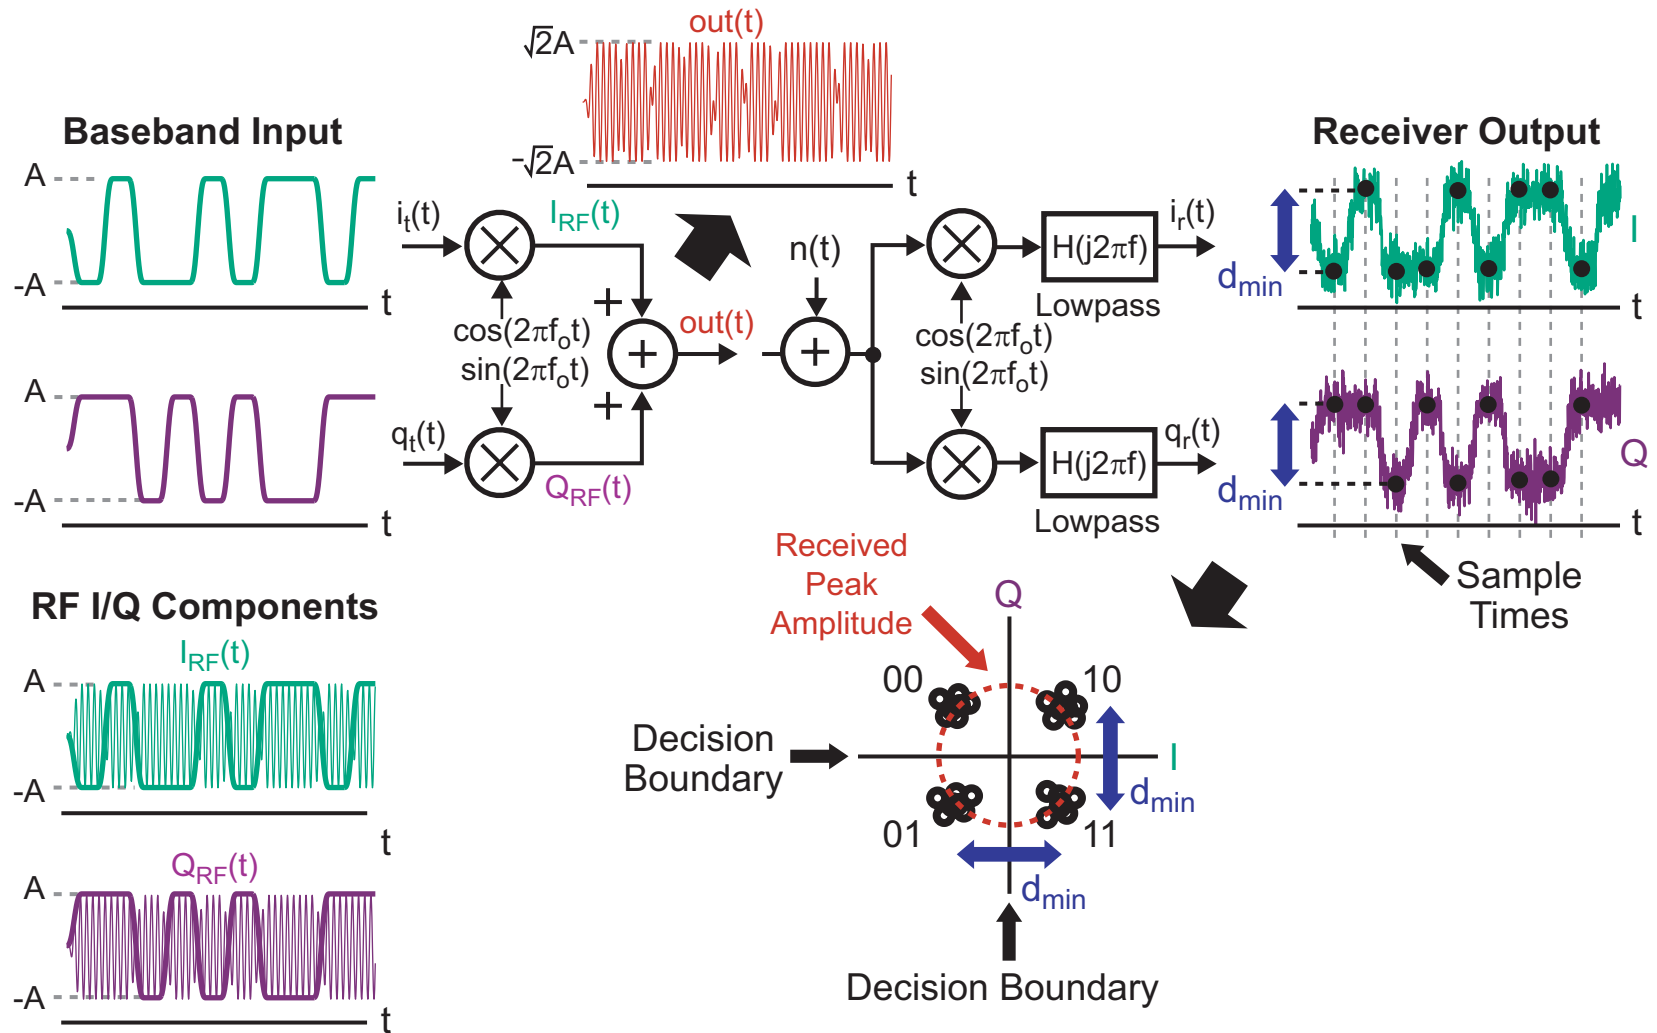 out(t)
√2A
-√2A
t
Baseband Input
A
-A
t
A
-A
t
i_t(t)
I_RF(t)
cos(2πf_o t)
sin(2πf_o t)
q_t(t)
Q_RF(t)
+
+
+
out(t)
n(t)
+
cos(2πf_o t)
sin(2πf_o t)
H(j2πf)
Lowpass
i_r(t)
H(j2πf)
Lowpass
q_r(t)
Receiver Output
d_min
I
t
d_min
Q
t
Sample
Times
RF I/Q Components
I_RF(t)
A
-A
t
Q_RF(t)
A
-A
t
Received
Peak
Amplitude
Q
00
10
Decision
Boundary
I
d_min
01
11
d_min
Decision Boundary